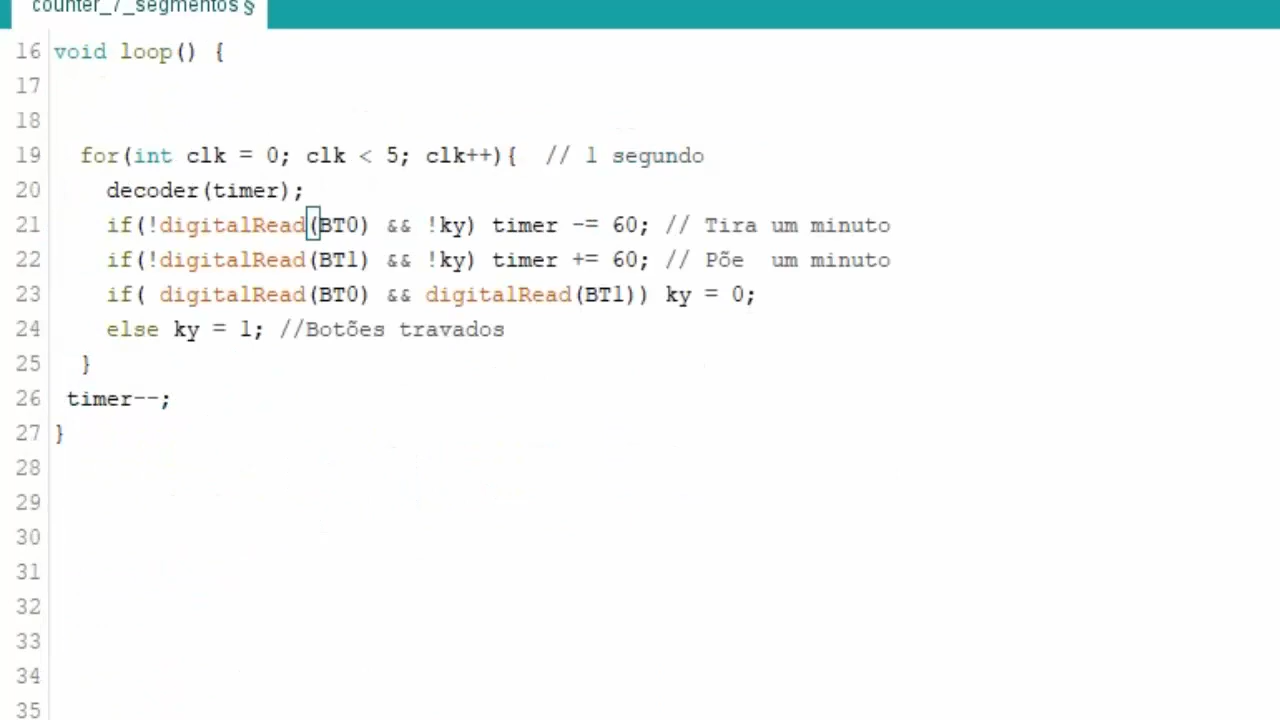 counter_7_segmentos §
16 void loop() {
17
18
19 for(int clk = 0; clk < 5; clk++){ // 1 segundo
20 decoder(timer);
21 if(!digitalRead(BT0) && !ky) timer -= 60; // Tira um minuto
22 if(!digitalRead(BT1) && !ky) timer += 60; // Põe  um minuto
23 if( digitalRead(BT0) && digitalRead(BT1)) ky = 0;
24 else ky = 1; //Botões travados
25 }
26 timer--;
27 }
28
29
30
31
32
33
34
35